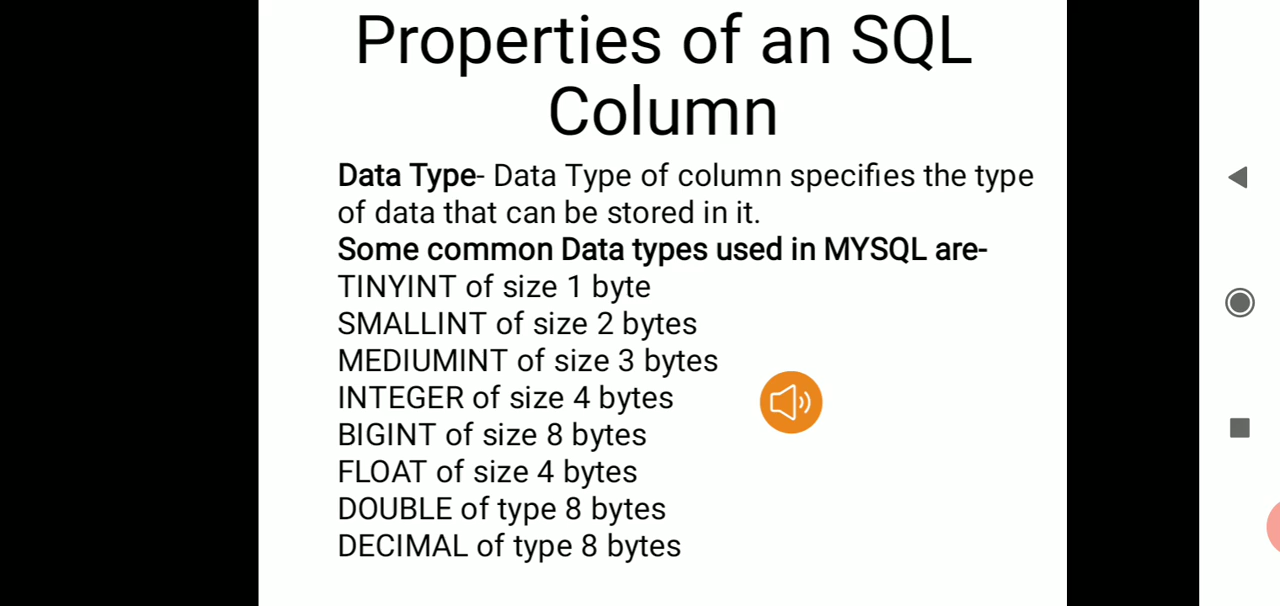 Properties of an SQL
Column
Data Type- Data Type of column specifies the type
of data that can be stored in it.
Some common Data types used in MYSQL are-
TINYINT of size 1 byte
SMALLINT of size 2 bytes
MEDIUMINT of size 3 bytes
INTEGER of size 4 bytes
BIGINT of size 8 bytes
FLOAT of size 4 bytes
DOUBLE of type 8 bytes
DECIMAL of type 8 bytes